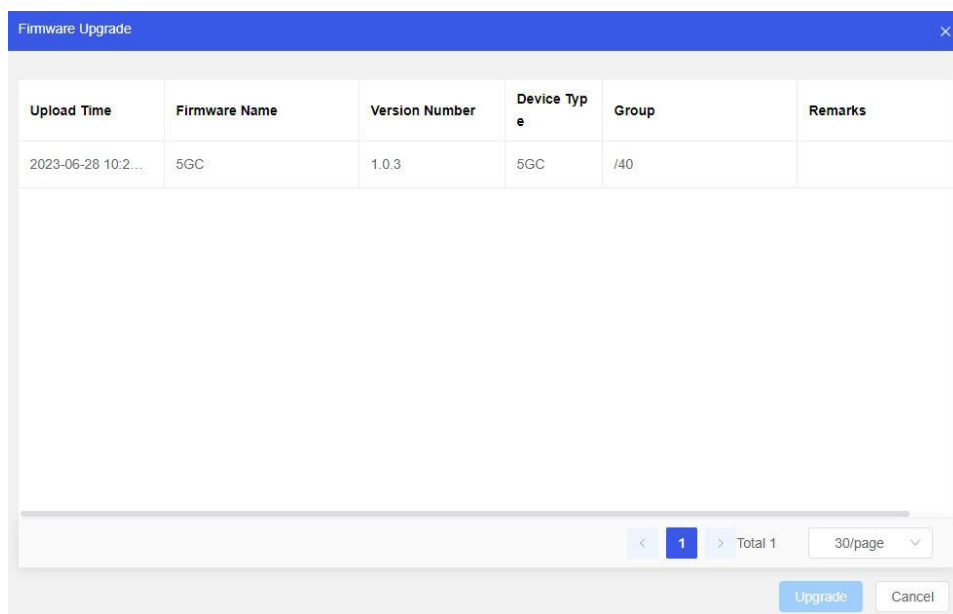 Firmware Upgrade
Upload Time Firmware Name Version Number Device Typ
e Group Remarks
2023-06-28 10:2... 5GC 1.0.3 5GC /40
1 Total 1 30/page
Upgrade Cancel